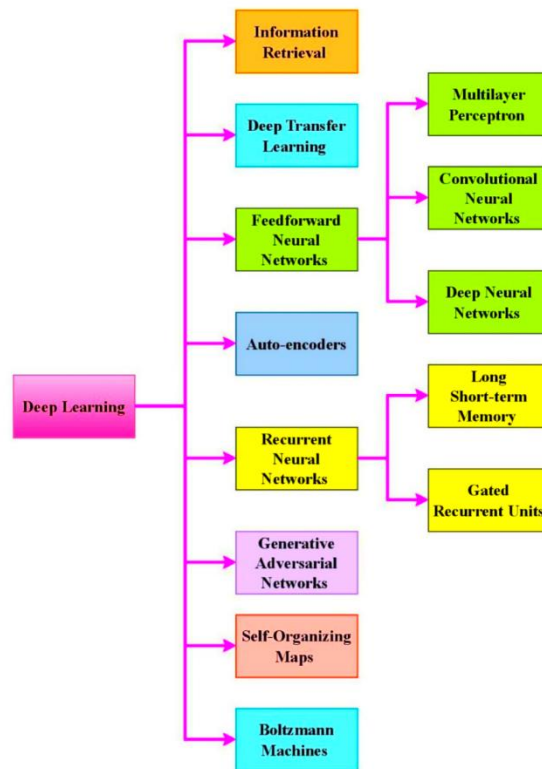 Information
Retrieval
Deep Transfer
Learning
Feedforward
Neural
Networks
Multilayer
Perceptron
Convolutional
Neural
Networks
Deep Neural
Networks
Auto-encoders
Deep Learning
Recurrent
Neural
Networks
Long
Short-term
Memory
Gated
Recurrent Units
Generative
Adversarial
Networks
Self-Organizing
Maps
Boltzmann
Machines